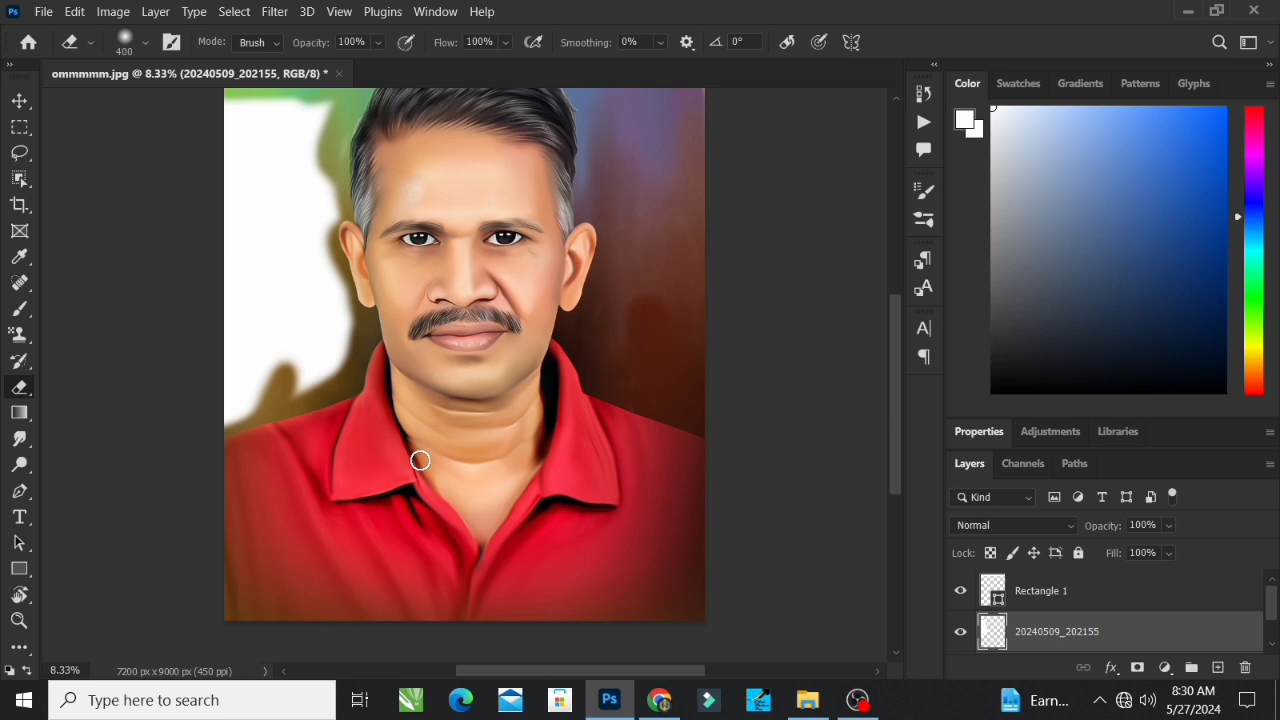 Ps File Edit Image Layer Type Select Filter 3D View Plugins Window Help
400 Mode: Brush Opacity: 100% Flow: 100% Smoothing: 0% 0°
ommmmm.jpg @ 8.33% (20240509_202155, RGB/8) *
Color Swatches Gradients Patterns Glyphs
Properties Adjustments Libraries
Layers Channels Paths
Kind
Normal Opacity: 100%
Lock: Fill: 100%
Rectangle 1
20240509_202155
fx
8.33% 7200 px x 9000 px (450 ppi)
Type here to search
Ps
Earn...
8:30 AM
5/27/2024